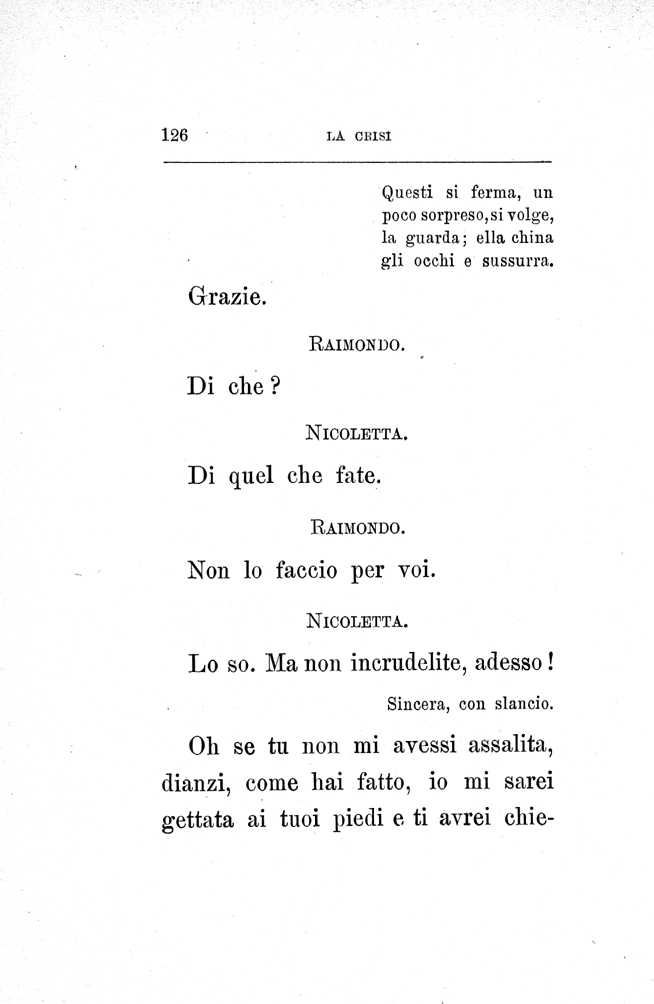 126 LA CRISI
Questi si ferma, un
poco sorpreso, si volge,
la guarda; ella china
gli occhi e sussurra.
Grazie.
RAIMONDO.
Di che?
NICOLETTA.
Di quel che fate.
RAIMONDO.
Non lo faccio per voi.
NICOLETTA.
Lo so. Ma non incrudelite, adesso!
Sincera, con slancio.
Oh se tu non mi avessi assalita,
dianzi, come hai fatto, io mi sarei
gettata ai tuoi piedi e ti avrei chie-